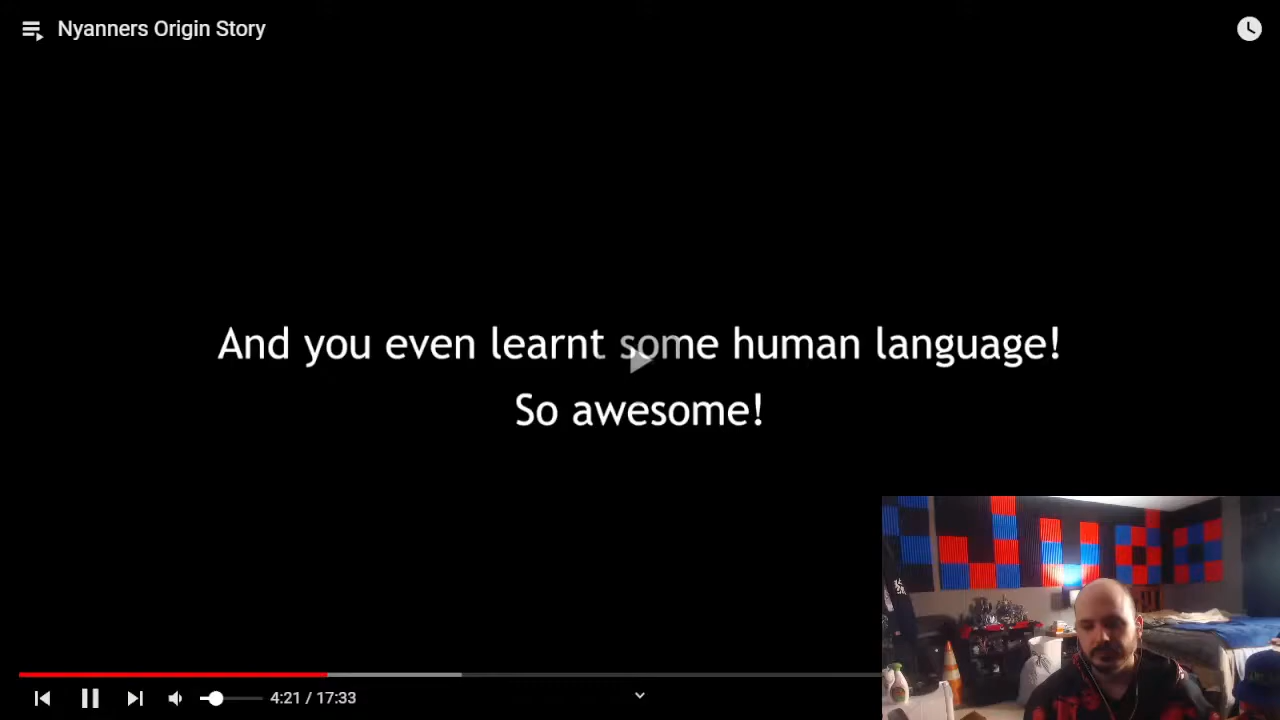 Nyanners Origin Story
And you even learnt some human language!
So awesome!
4:21 / 17:33